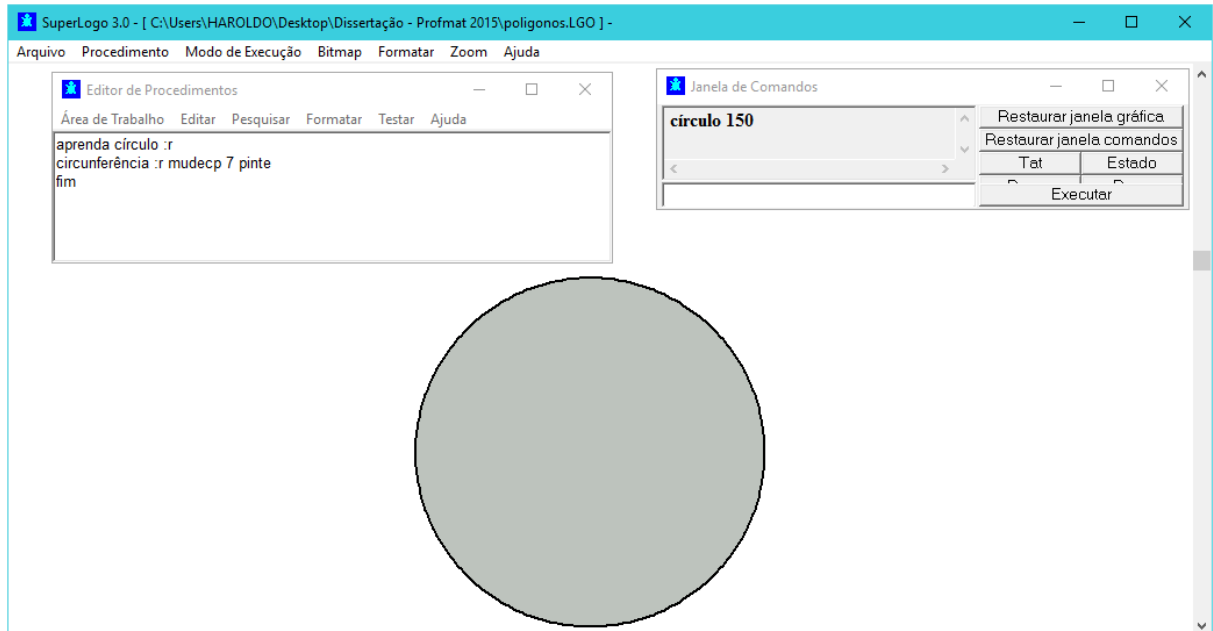 SuperLogo 3.0 - [ C:\Users\HAROLDO\Desktop\Dissertação - Profmat 2015\poligonos.LGO ] -
Arquivo Procedimento Modo de Execução Bitmap Formatar Zoom Ajuda
Editor de Procedimentos
Área de Trabalho Editar Pesquisar Formatar Testar Ajuda
aprenda círculo :r
circunferência :r mudecp 7 pinte
fim
Janela de Comandos
círculo 150
Restaurar janela gráfica
Restaurar janela comandos
Tat Estado
Executar